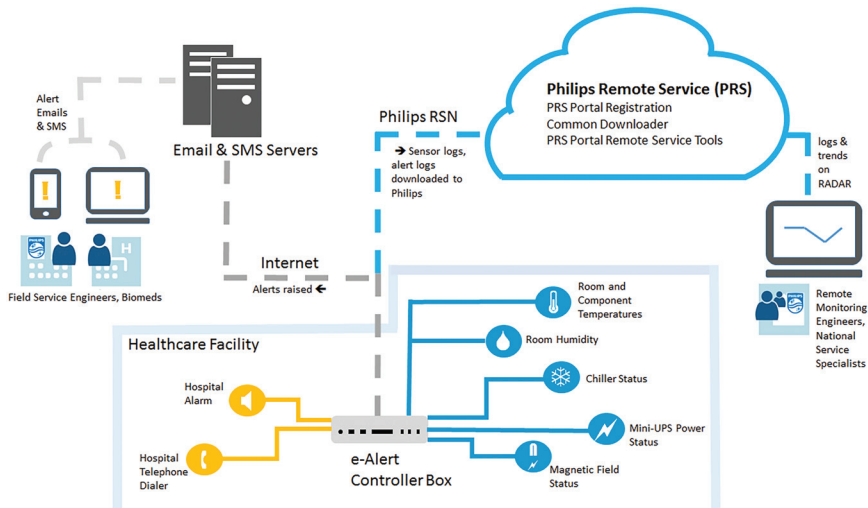 Philips Remote Service (PRS)
PRS Portal Registration
Common Downloader
PRS Portal Remote Service Tools
Alert
Emails
& SMS
Email & SMS Servers
Philips RSN
➔ Sensor logs,
alert logs
downloaded to
Philips
logs &
trends
on
RADAR
!
!
PHILIPS
H
Field Service Engineers, Biomeds
Internet
Alerts raised 🡰
PHILIPS
Remote
Monitoring
Engineers,
National
Service
Specialists
Healthcare Facility
Room and
Component
Temperatures
Room Humidity
Chiller Status
Mini-UPS Power
Status
Magnetic Field
Status
Hospital
Alarm
Hospital
Telephone
Dialer
e-Alert
Controller Box